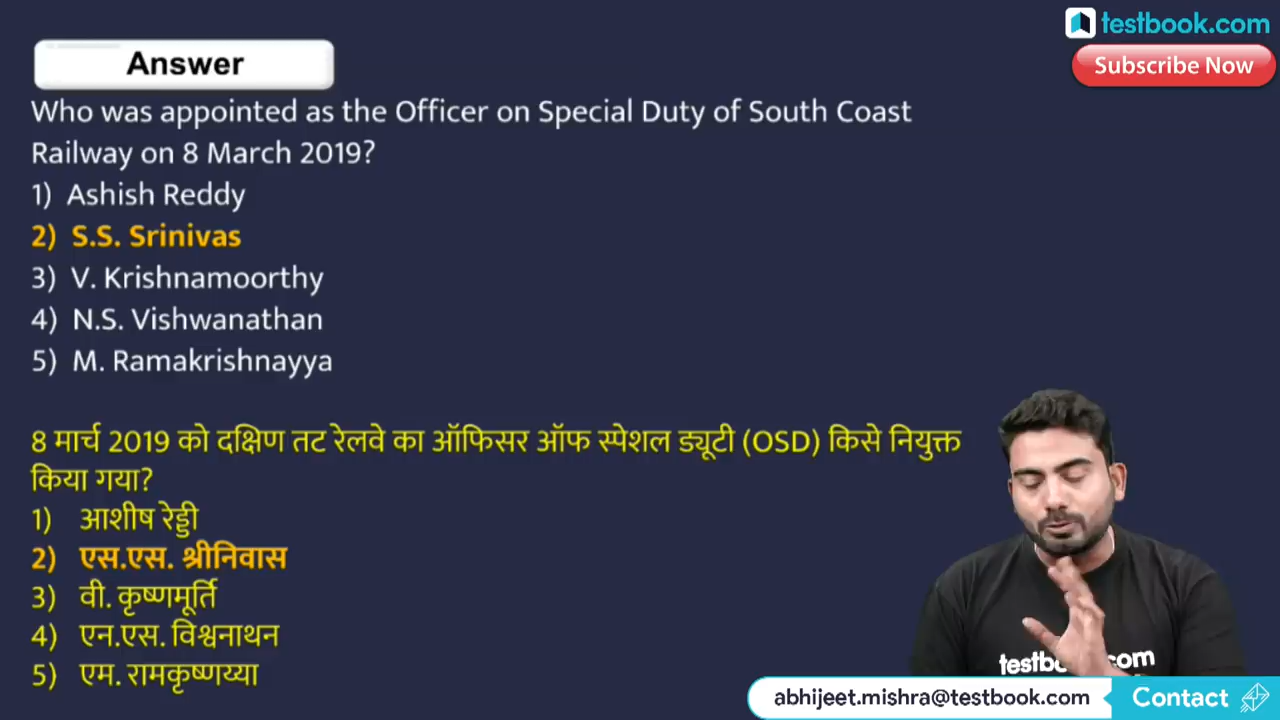 testbook.com
Subscribe Now
Answer
Who was appointed as the Officer on Special Duty of South Coast
Railway on 8 March 2019?
1) Ashish Reddy
2) S.S. Srinivas
3) V. Krishnamoorthy
4) N.S. Vishwanathan
5) M. Ramakrishnayya
8 मार्च 2019 को दक्षिण तट रेलवे का ऑफिसर ऑफ स्पेशल ड्यूटी (OSD) किसे नियुक्त
किया गया?
1) आशीष रेड्डी
2) एस.एस. श्रीनिवास
3) वी. कृष्णमूर्ति
4) एन.एस. विश्वनाथन
5) एम. रामकृष्णय्या
abhijeet.mishra@testbook.com Contact